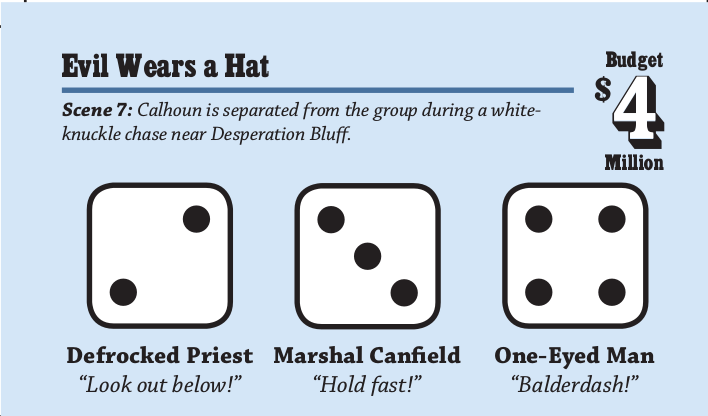 Evil Wears a Hat
Budget
$4
Million
Scene 7: Calhoun is separated from the group during a white-
knuckle chase near Desperation Bluff.
Defrocked Priest
“Look out below!”
Marshal Canfield
“Hold fast!”
One-Eyed Man
“Balderdash!”